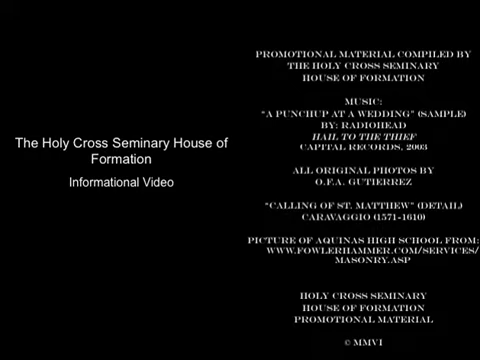 The Holy Cross Seminary House of
Formation
Informational Video
PROMOTIONAL MATERIAL COMPILED BY
THE HOLY CROSS SEMINARY
HOUSE OF FORMATION
MUSIC:
"A PUNCHUP AT A WEDDING" (SAMPLE)
BY: RADIOHEAD
HAIL TO THE THIEF
CAPITAL RECORDS, 2003
ALL ORIGINAL PHOTOS BY
O.F.A. GUTIERREZ
"CALLING OF ST. MATTHEW" (DETAIL)
CARAVAGGIO (1571-1610)
PICTURE OF AQUINAS HIGH SCHOOL FROM:
WWW.FOWLERHAMMER.COM/SERVICES/
MASONRY.ASP
HOLY CROSS SEMINARY
HOUSE OF FORMATION
PROMOTIONAL MATERIAL
© MMVI